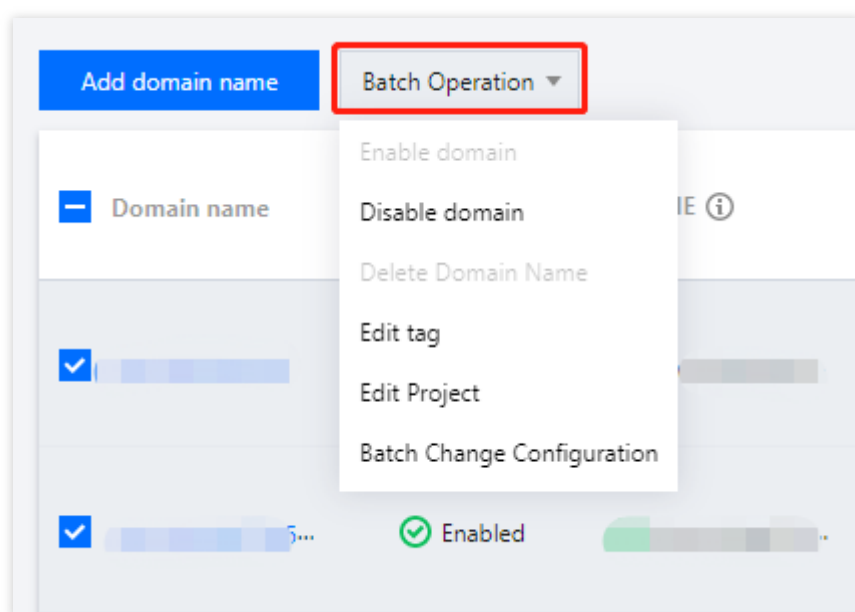 Add domain name
Batch Operation
Enable domain
Domain name
Disable domain
Delete Domain Name
Edit tag
Edit Project
Batch Change Configuration
Enabled